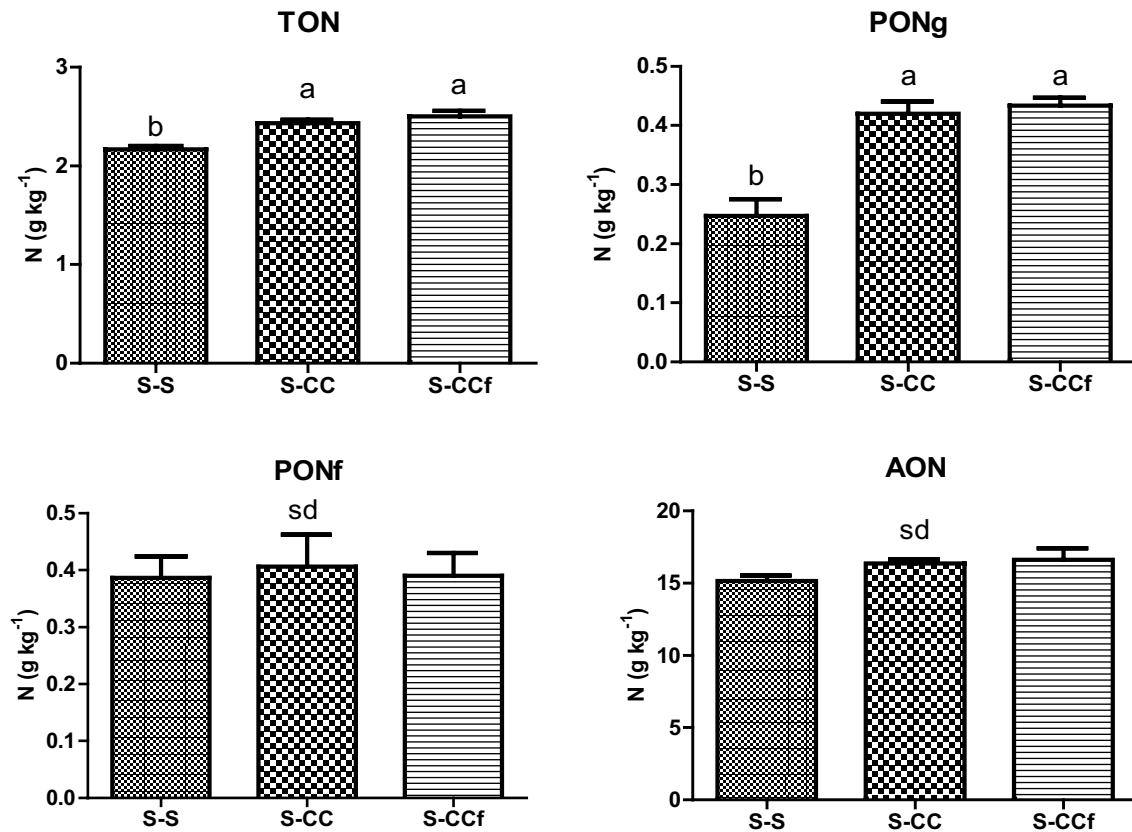 TON
N (g kg⁻¹)
3
2
1
0
b
a
a
S-S
S-CC
S-CCf
PONg
N (g kg⁻¹)
0.5
0.4
0.3
0.2
0.1
0.0
b
a
a
S-S
S-CC
S-CCf
PONf
N (g kg⁻¹)
0.5
0.4
0.3
0.2
0.1
0.0
sd
S-S
S-CC
S-CCf
AON
N (g kg⁻¹)
20
15
10
5
0
sd
S-S
S-CC
S-CCf